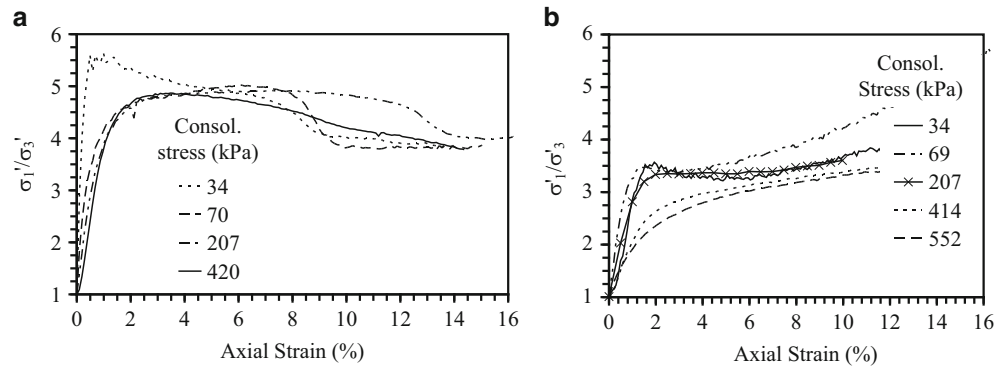 a
6
5
4
3
2
1
σ₁'/σ₃'
Consol.
stress (kPa)
34
70
207
420
0 2 4 6 8 10 12 14 16
Axial Strain (%)
b
6
5
4
3
2
1
σ'₁/σ'₃
Consol.
Stress (kPa)
34
69
207
414
552
0 2 4 6 8 10 12 14 16
Axial Strain (%)